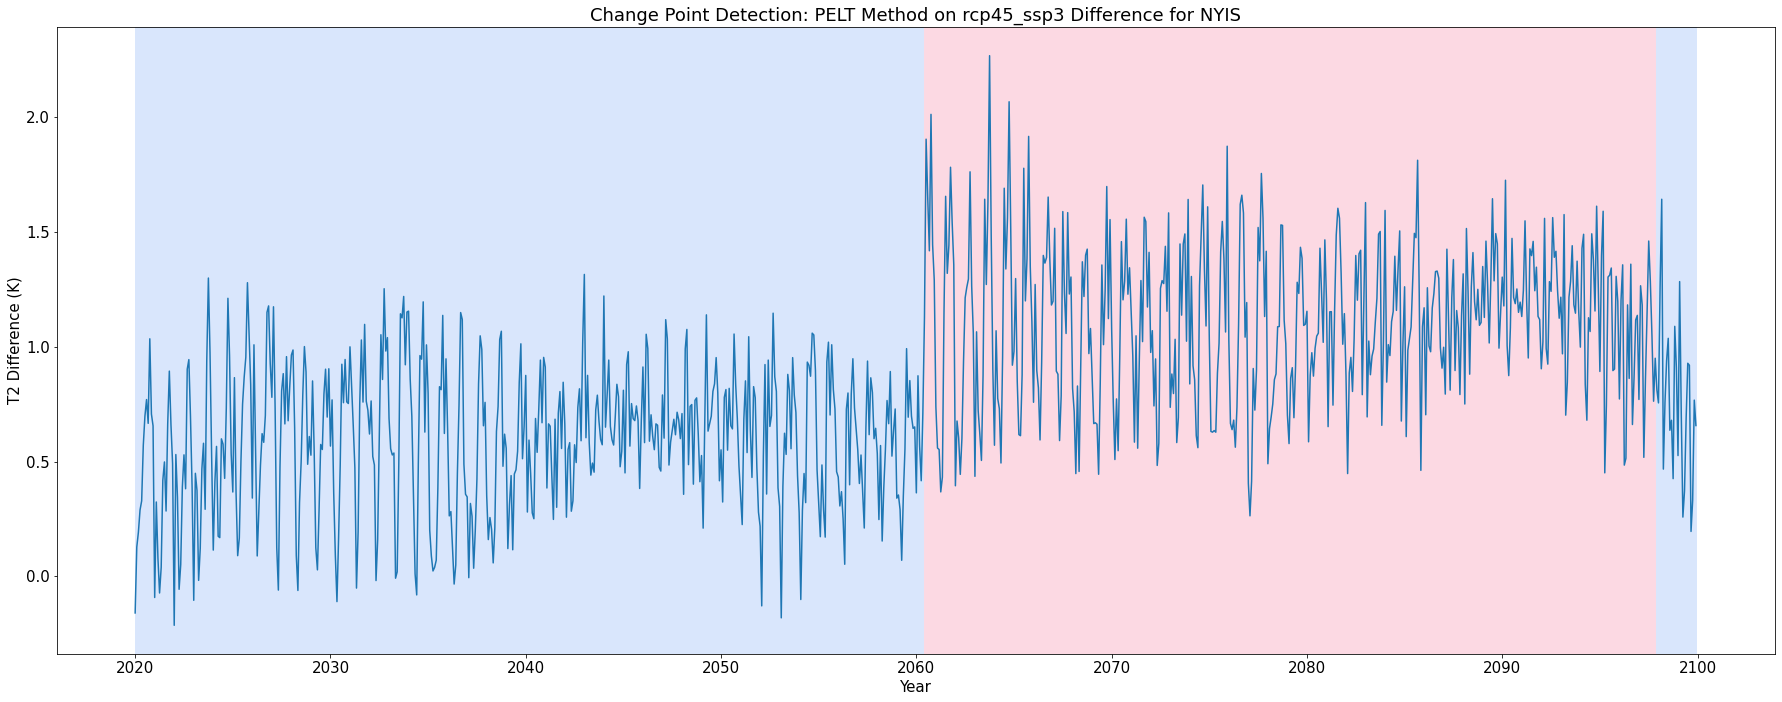 Change Point Detection: PELT Method on rcp45_ssp3 Difference for NYIS
T2 Difference (K)
2.0
1.5
1.0
0.5
0.0
2020 2030 2040 2050 2060 2070 2080 2090 2100
Year